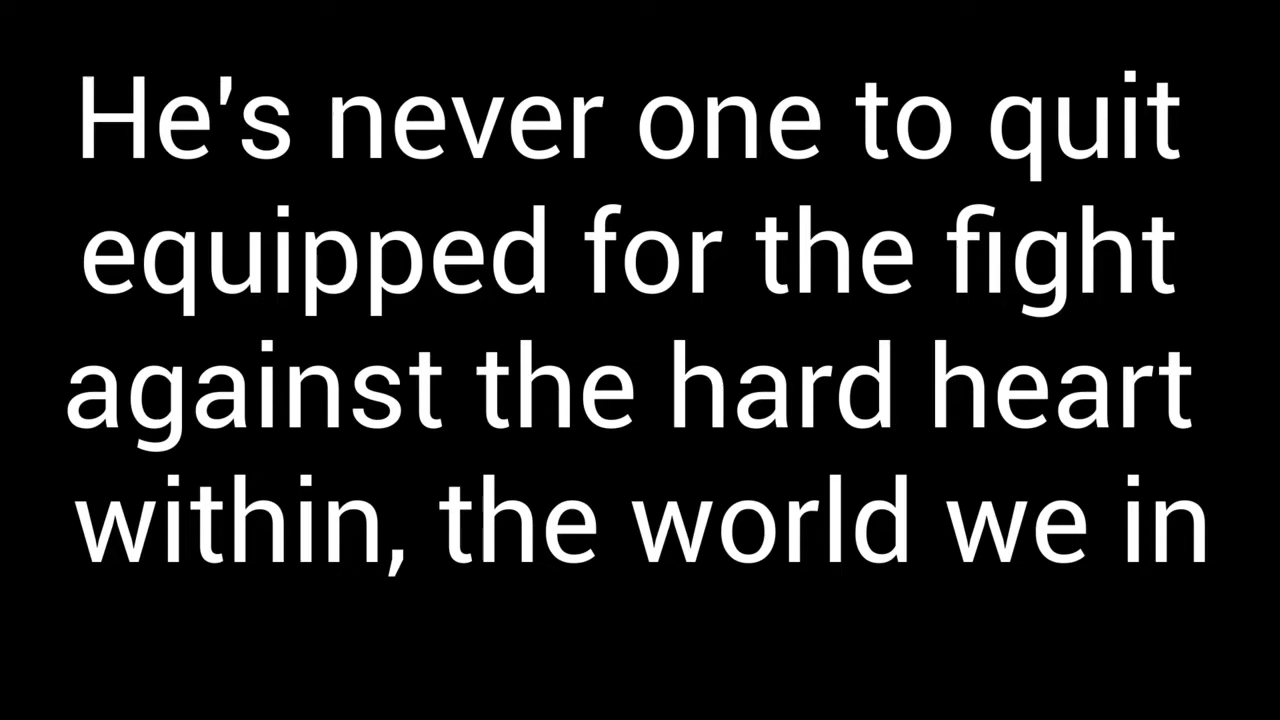 He's never one to quit
equipped for the fight
against the hard heart
within, the world we in